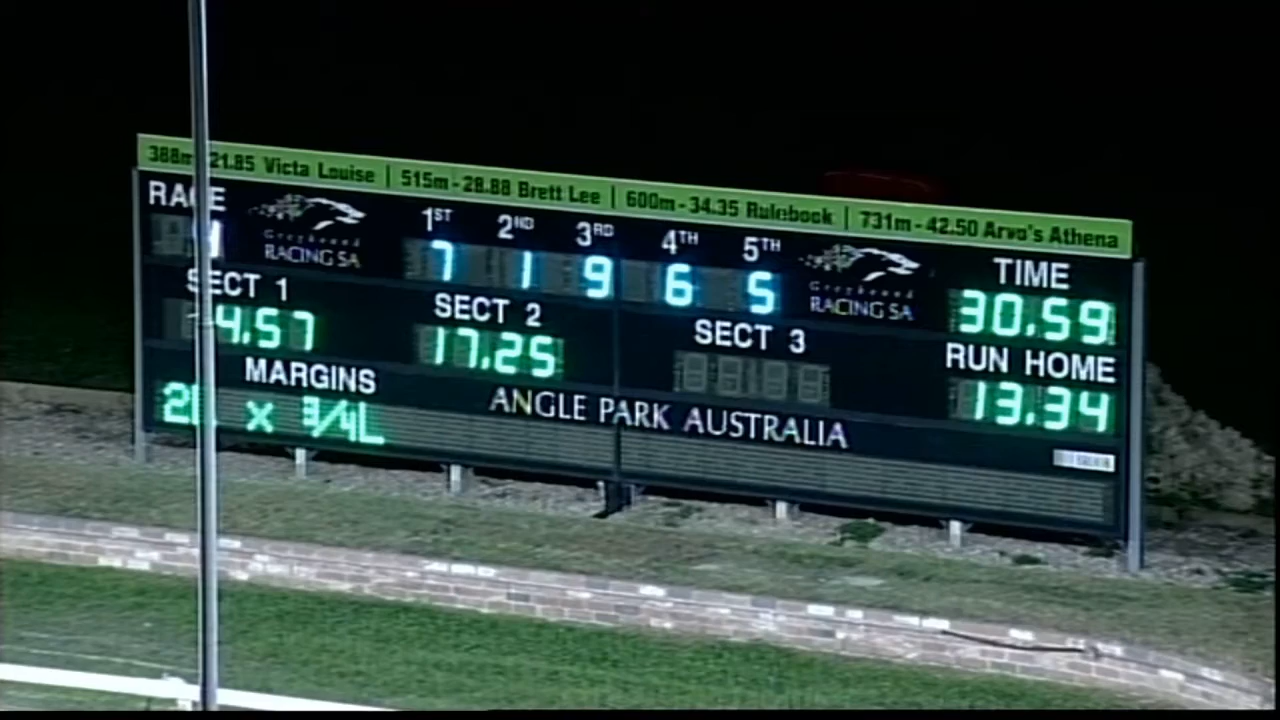 388m - 21.85 Victa Louise | 515m - 28.88 Brett Lee | 600m - 34.35 Rulebook | 731m - 42.50 Arvo's Athena
RACE 1ST 2ND 3RD 4TH 5TH TIME
Greyhound RACING SA 7 1 9 6 5 Greyhound RACING SA 30.59
SECT 1 SECT 2 SECT 3 RUN HOME
4.57 17.25 13.34
MARGINS ANGLE PARK AUSTRALIA
2L x 3/4L